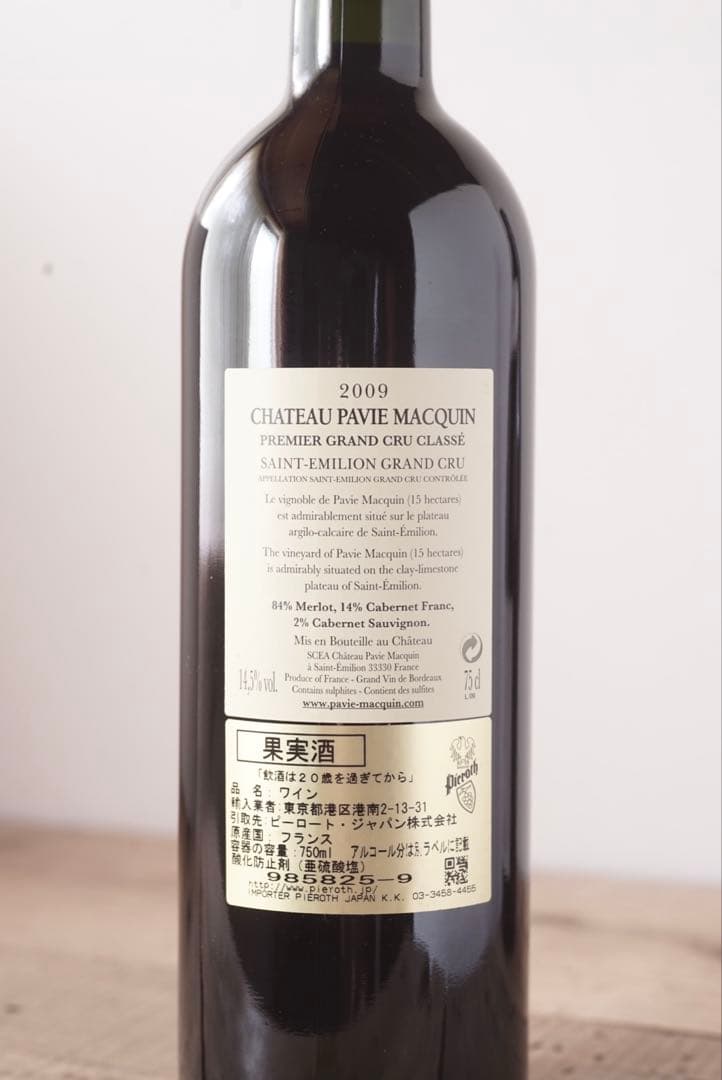 2009
CHATEAU PAVIE MACQUIN
PREMIER GRAND CRU CLASSÉ
SAINT-EMILION GRAND CRU
APPELLATION SAINT-EMILION GRAND CRU CONTRÔLÉE
Le vignoble de Pavie Macquin (15 hectares)
est admirablement situé sur le plateau
argilo-calcaire de Saint-Émilion.
The vineyard of Pavie Macquin (15 hectares)
is admirably situated on the clay-limestone
plateau of Saint-Émilion.
84% Merlot, 14% Cabernet Franc,
2% Cabernet Sauvignon.
Mis en Bouteille au Château
SCEA Château Pavie Macquin
à Saint-Émilion 33330 France
Produce of France - Grand Vin de Bordeaux
Contains sulphites - Contient des sulfites
www.pavie-macquin.com
14,5% vol.
75 cl
果実酒
「飲酒は20歳を過ぎてから」
Pieroth
品 名: ワイン
輸入業者:東京都港区港南2-13-31
引取先:ピーロート・ジャパン株式会社
原産国: フランス
容器の容量:750ml アルコール分は別ラベルに記載
酸化防止剤(亜硫酸塩)
985825-9
http://www.pieroth.jp/
IMPORTER PIEROTH JAPAN K.K. 03-3458-4455